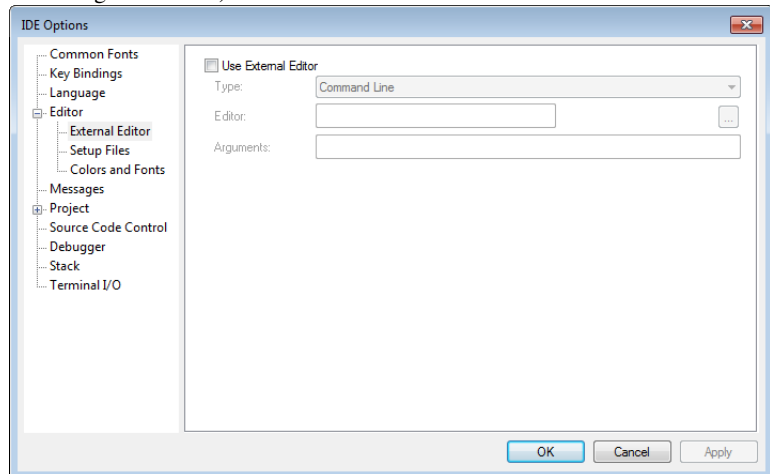 IDE Options
Common Fonts
Key Bindings
Language
Editor
External Editor
Setup Files
Colors and Fonts
Messages
Project
Source Code Control
Debugger
Stack
Terminal I/O
Use External Editor
Type: Command Line
Editor: ...
Arguments:
OK Cancel Apply